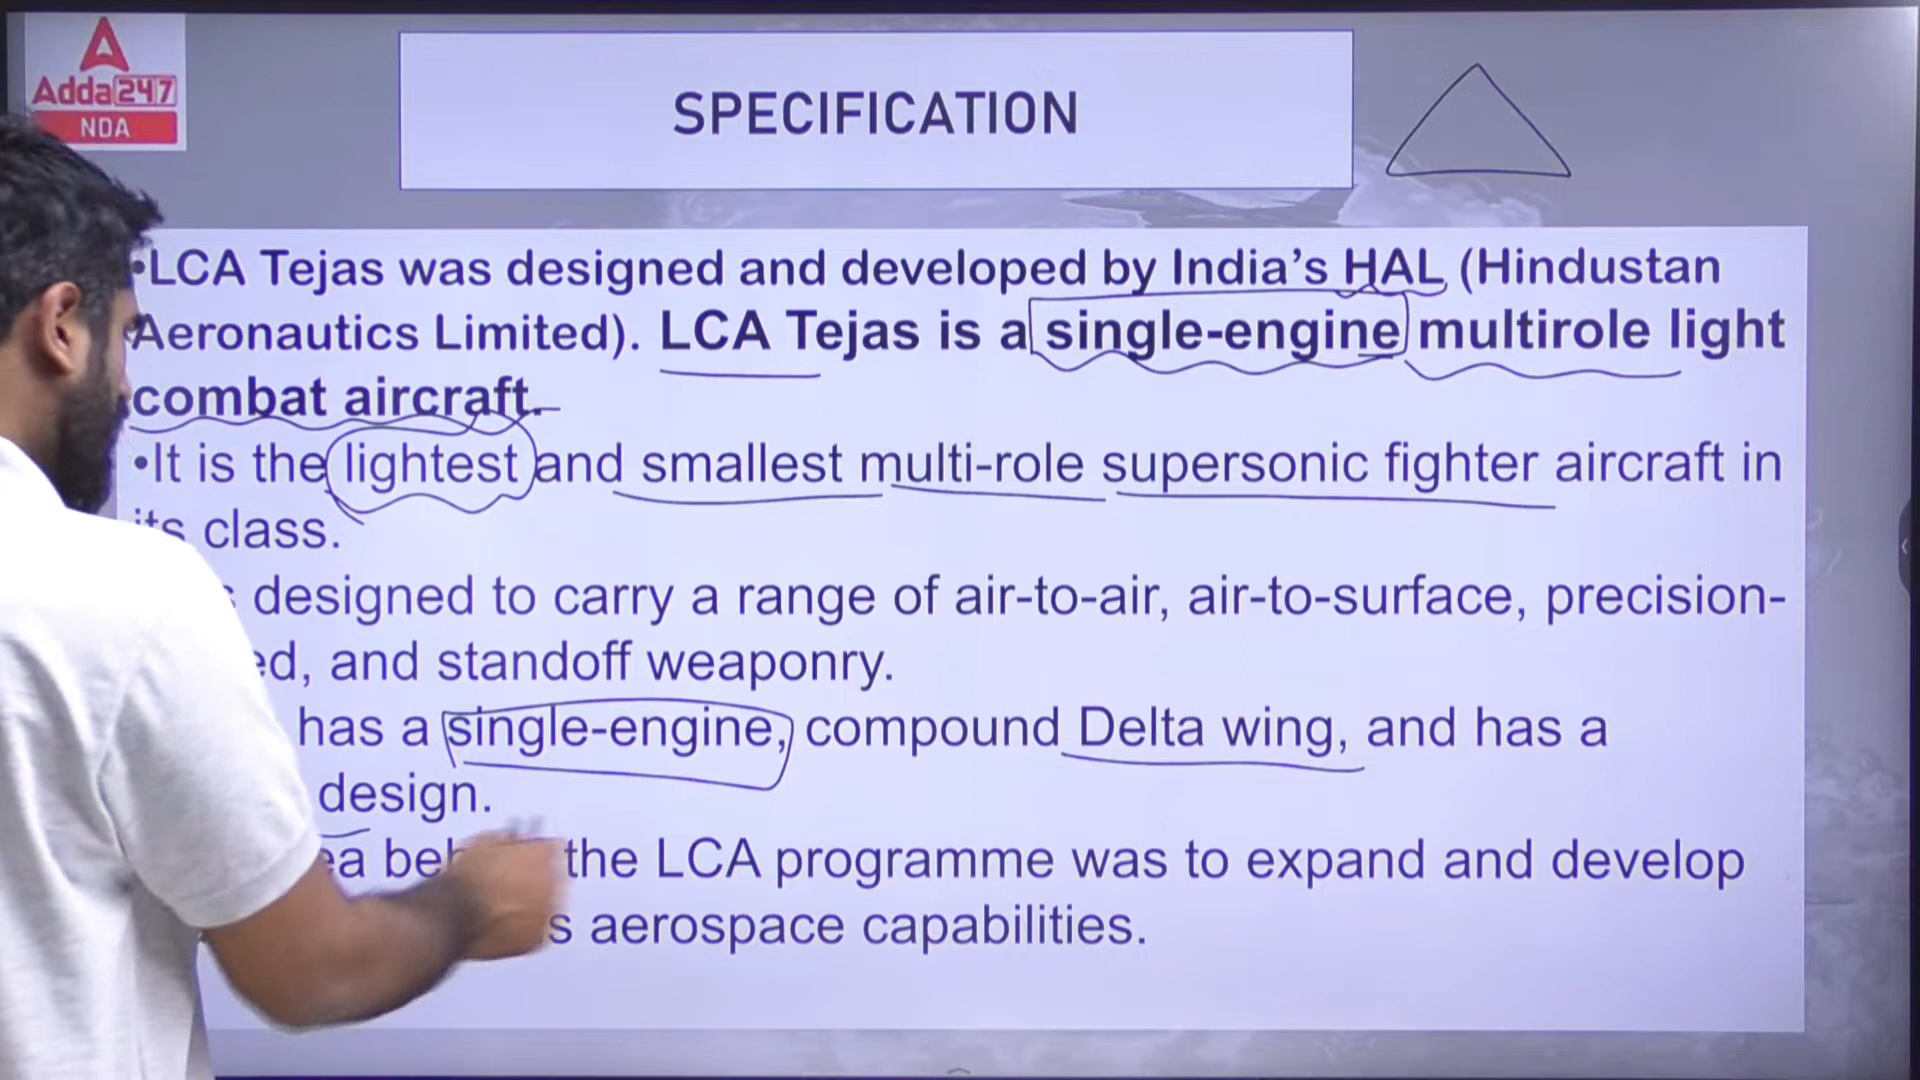 Adda247
NDA
SPECIFICATION
•LCA Tejas was designed and developed by India’s HAL (Hindustan
Aeronautics Limited). LCA Tejas is a single-engine multirole light
combat aircraft.
•It is the lightest and smallest multi-role supersonic fighter aircraft in
its class.
designed to carry a range of air-to-air, air-to-surface, precision-
and standoff weaponry.
has a single-engine, compound Delta wing, and has a
design.
the LCA programme was to expand and develop
aerospace capabilities.